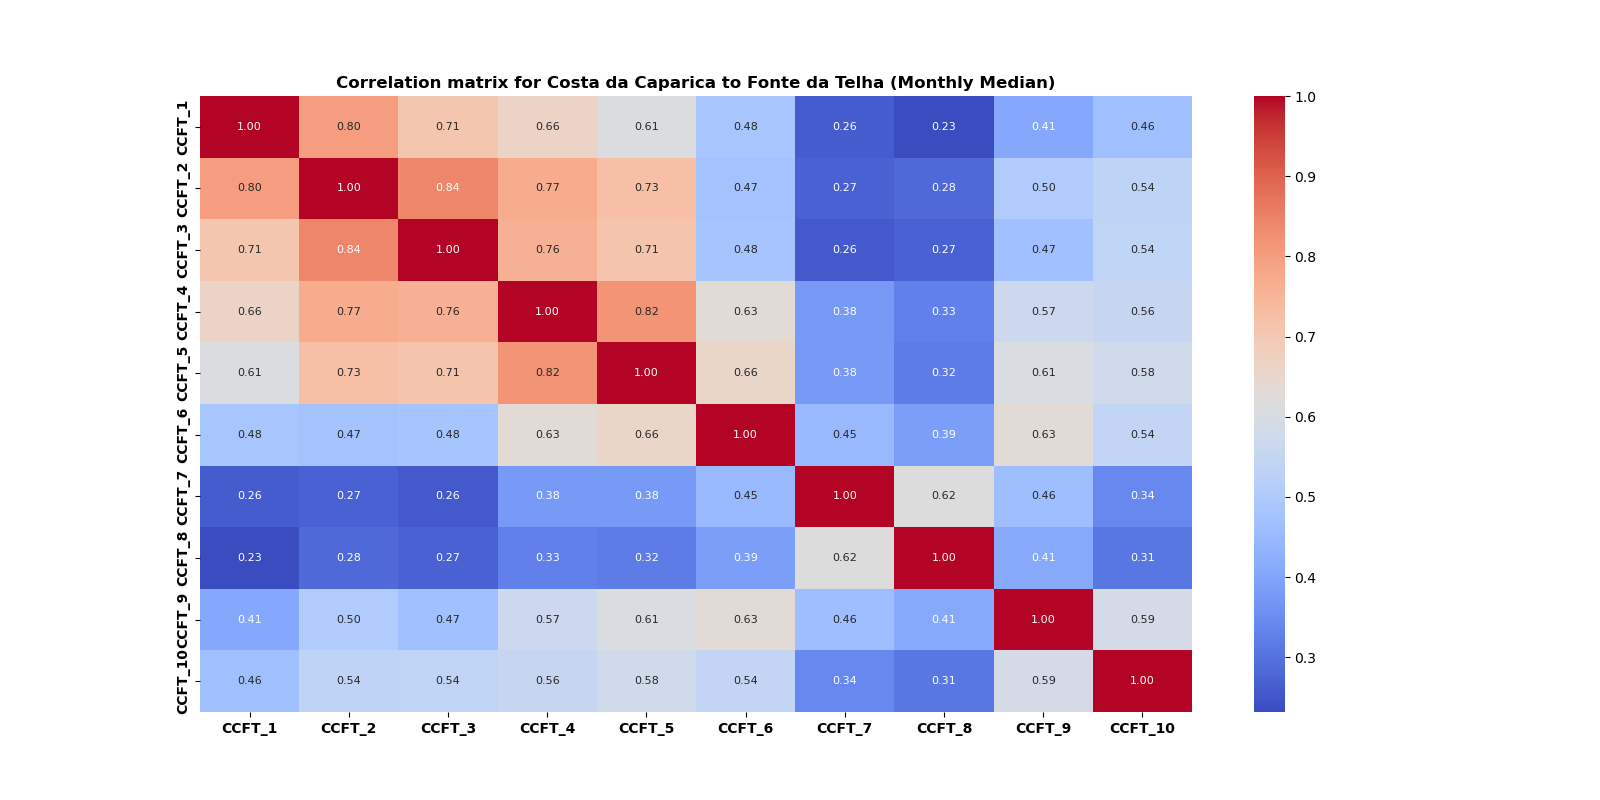 Correlation matrix for Costa da Caparica to Fonte da Telha (Monthly Median)
CCFT_1 1.00 0.80 0.71 0.66 0.61 0.48 0.26 0.23 0.41 0.46
CCFT_2 0.80 1.00 0.84 0.77 0.73 0.47 0.27 0.28 0.50 0.54
CCFT_3 0.71 0.84 1.00 0.76 0.71 0.48 0.26 0.27 0.47 0.54
CCFT_4 0.66 0.77 0.76 1.00 0.82 0.63 0.38 0.33 0.57 0.56
CCFT_5 0.61 0.73 0.71 0.82 1.00 0.66 0.38 0.32 0.61 0.58
CCFT_6 0.48 0.47 0.48 0.63 0.66 1.00 0.45 0.39 0.63 0.54
CCFT_7 0.26 0.27 0.26 0.38 0.38 0.45 1.00 0.62 0.46 0.34
CCFT_8 0.23 0.28 0.27 0.33 0.32 0.39 0.62 1.00 0.41 0.31
CCFT_9 0.41 0.50 0.47 0.57 0.61 0.63 0.46 0.41 1.00 0.59
CCFT_10 0.46 0.54 0.54 0.56 0.58 0.54 0.34 0.31 0.59 1.00
CCFT_1 CCFT_2 CCFT_3 CCFT_4 CCFT_5 CCFT_6 CCFT_7 CCFT_8 CCFT_9 CCFT_10
1.0
0.9
0.8
0.7
0.6
0.5
0.4
0.3